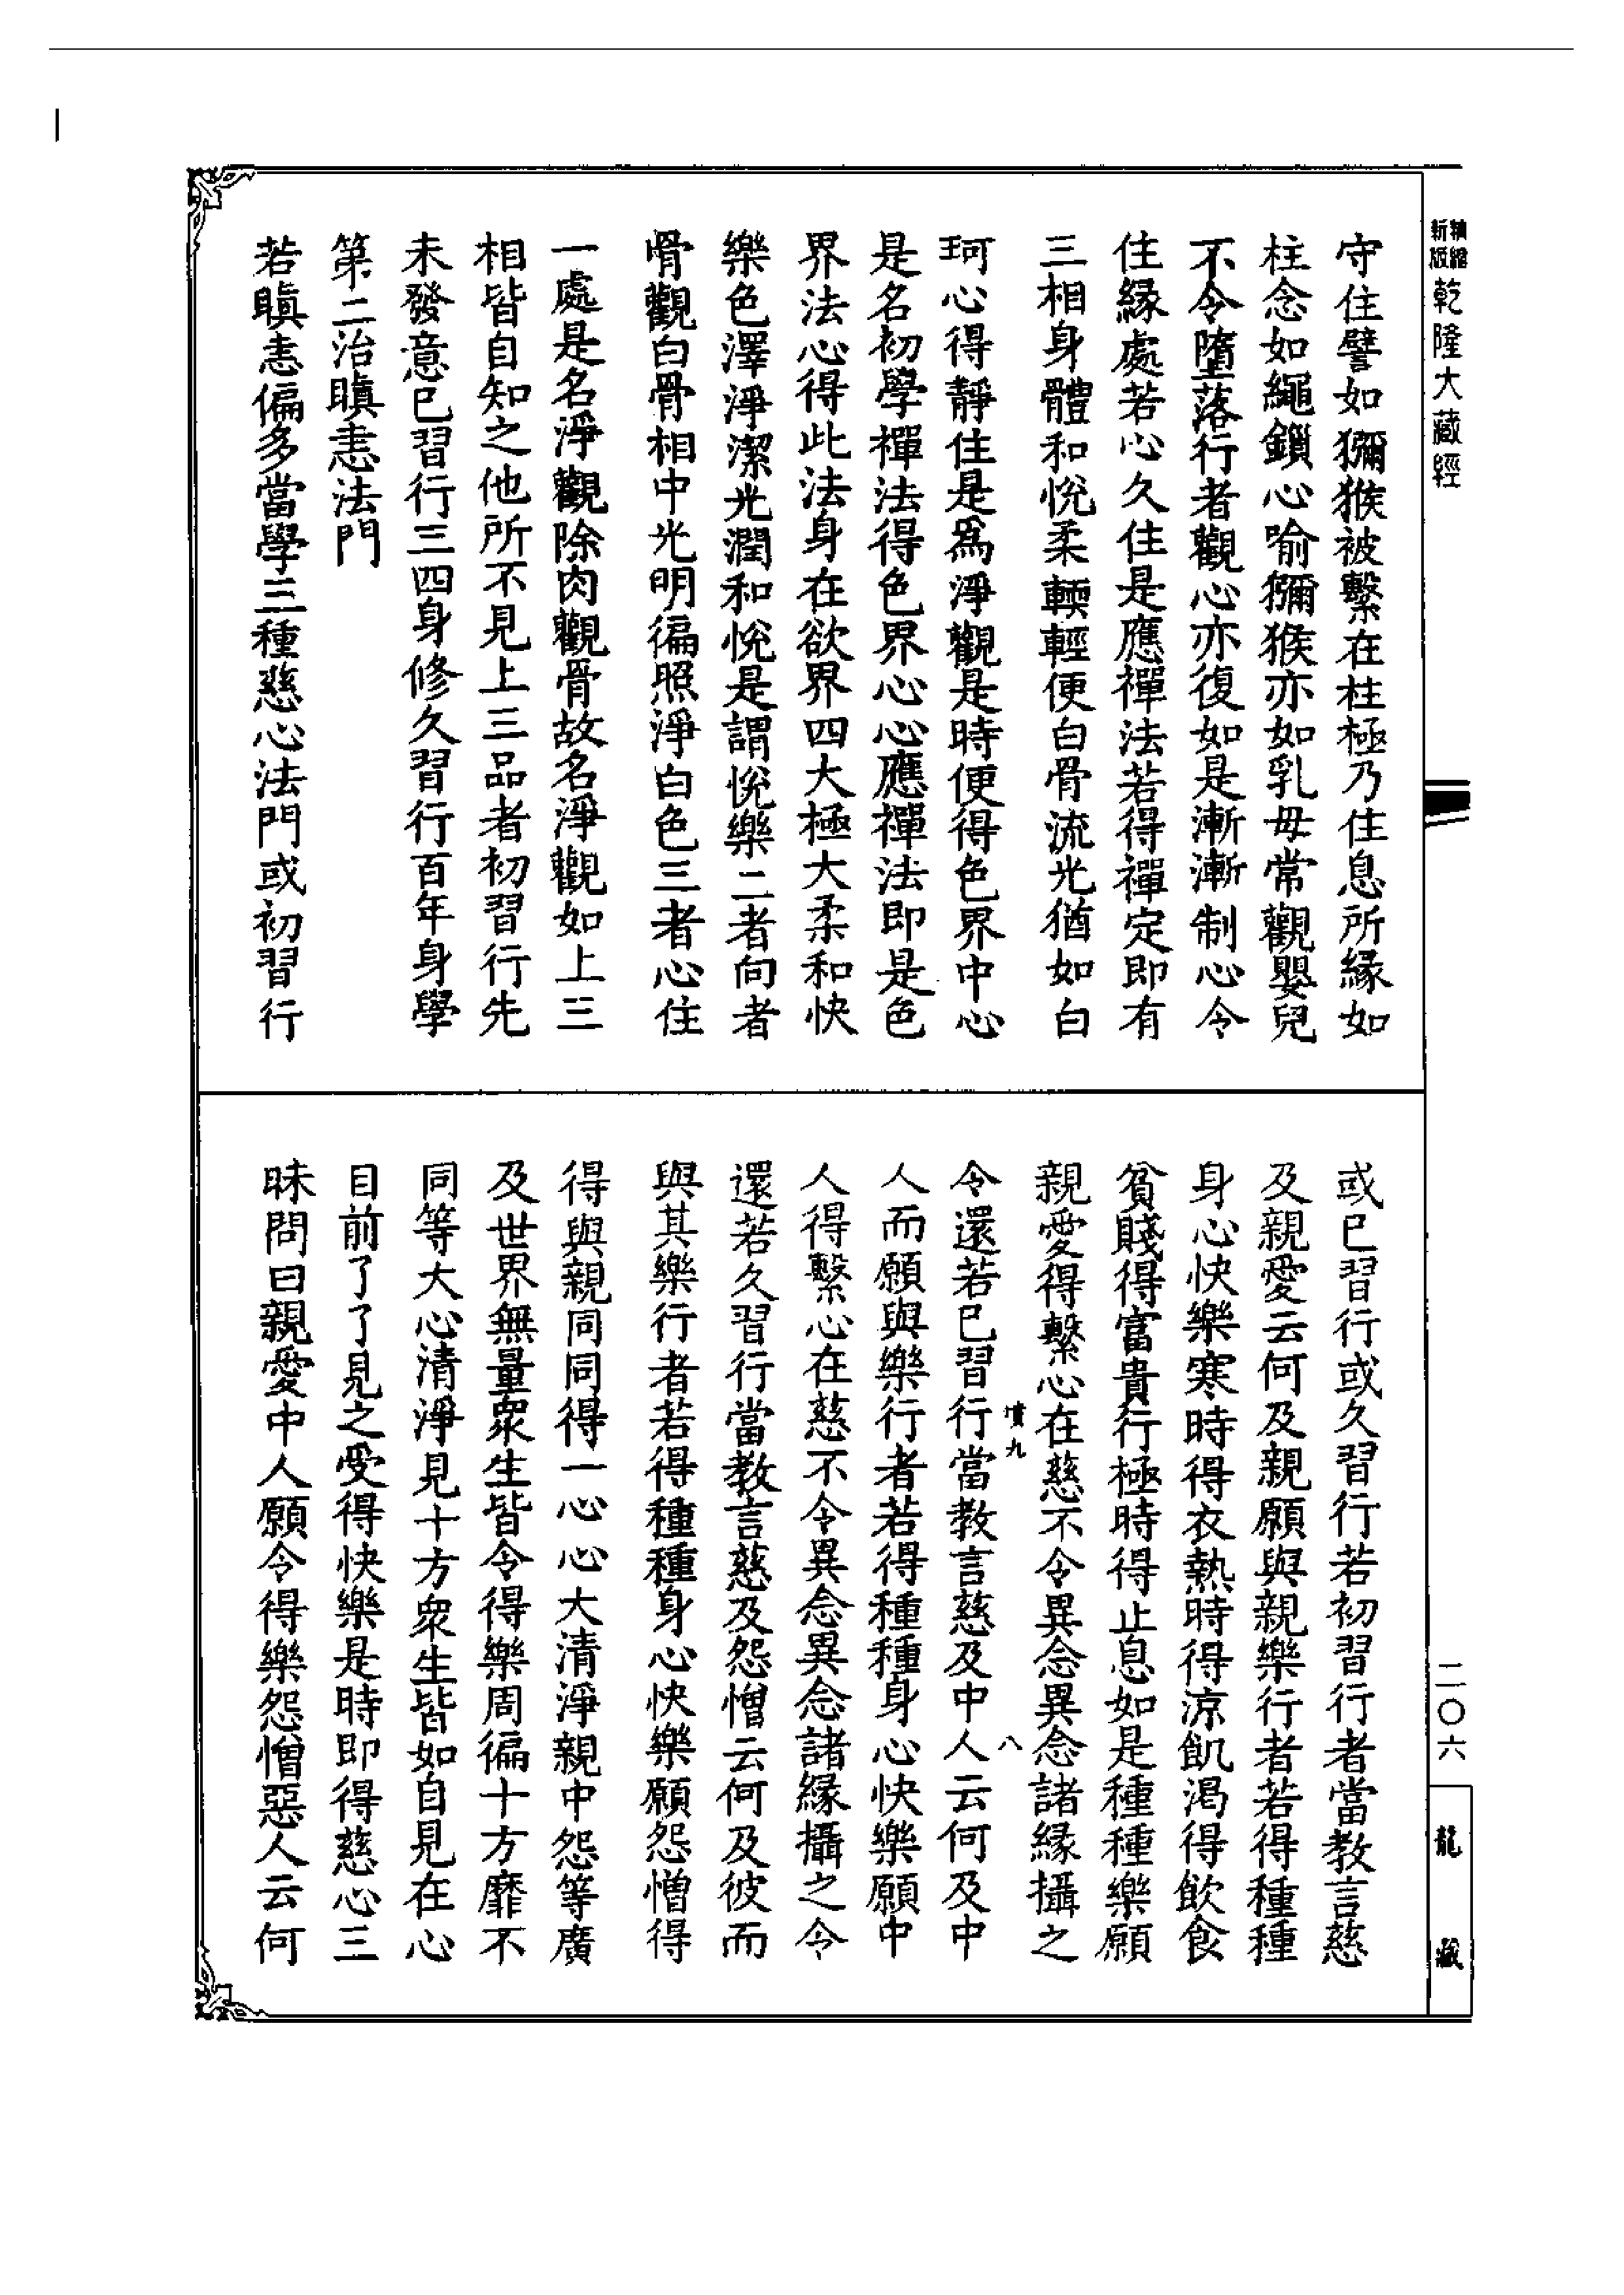 精縮
新版
乾隆大藏經
守住譬如獼猴被繫在柱極乃住息所緣如
柱念如繩鎖心喻獼猴亦如乳母常觀嬰兒
不令墮落行者觀心亦復如是漸漸制心令
住緣處若心久住是應禪法若得禪定即有
三相身體和悅柔輭輕便白骨流光猶如白
珂心得靜住是為淨觀是時便得色界中心
是名初學禪法得色界心心應禪法即是色
界法心得此法身在欲界四大極大柔和快
樂色澤淨潔光潤和悅是謂悅樂二者向者
骨觀白骨相中光明徧照淨白色三者心住
一處是名淨觀除肉觀骨故名淨觀如上三
相皆自知之他所不見上三品者初習行先
未發意已習行三四身修久習行百年身學
第二治瞋恚法門
若瞋恚偏多當學三種慈心法門或初習行
二〇六
龍藏
或已習行或久習行若初習行者當教言慈
及親愛云何及親願與親樂行者若得種種
身心快樂寒時得衣熱時得涼飢渴得飲食
貧賤得富貴行極時得止息如是種種樂願
親愛得繫心在慈不令異念異念諸緣攝之
憤九 八
令還若已習行當教言慈及中人云何及中
人而願與樂行者若得種種身心快樂願中
人得繫心在慈不令異念異念諸緣攝之令
還若久習行當教言慈及怨憎云何及彼而
與其樂行者若得種種身心快樂願怨憎得
得與親同同得一心心大清淨親中怨等廣
及世界無量衆生皆令得樂周徧十方靡不
同等大心清淨見十方衆生皆如自見在心
目前了了見之受得快樂是時即得慈心三
昧問曰親愛中人願令得樂怨憎惡人云何